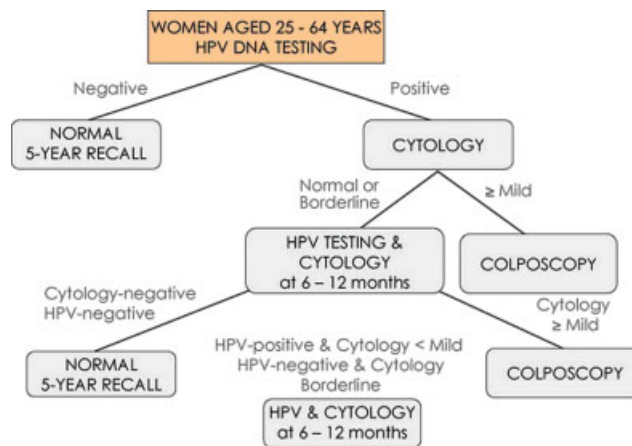 WOMEN AGED 25 - 64 YEARS
HPV DNA TESTING
Negative
Positive
NORMAL
5-YEAR RECALL
CYTOLOGY
Normal or
Borderline
≥ Mild
HPV TESTING &
CYTOLOGY
at 6 – 12 months
COLPOSCOPY
Cytology-negative
HPV-negative
Cytology
≥ Mild
HPV-positive & Cytology < Mild
HPV-negative & Cytology
Borderline
NORMAL
5-YEAR RECALL
COLPOSCOPY
HPV & CYTOLOGY
at 6 – 12 months